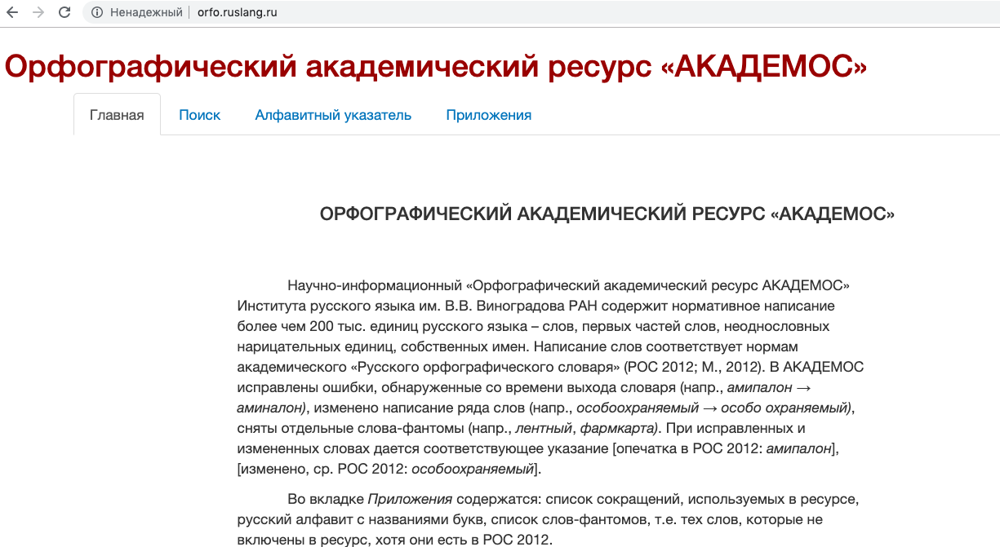 Ненадежный | orfo.ruslang.ru
Орфографический академический ресурс «АКАДЕМОС»
Главная Поиск Алфавитный указатель Приложения
ОРФОГРАФИЧЕСКИЙ АКАДЕМИЧЕСКИЙ РЕСУРС «АКАДЕМОС»
Научно-информационный «Орфографический академический ресурс АКАДЕМОС»
Института русского языка им. В.В. Виноградова РАН содержит нормативное написание
более чем 200 тыс. единиц русского языка – слов, первых частей слов, неоднословных
нарицательных единиц, собственных имен. Написание слов соответствует нормам
академического «Русского орфографического словаря» (РОС 2012; М., 2012). В АКАДЕМОС
исправлены ошибки, обнаруженные со времени выхода словаря (напр., амипалон →
аминалон), изменено написание ряда слов (напр., особоохраняемый → особо охраняемый),
сняты отдельные слова-фантомы (напр., лентный, фармкарта). При исправленных и
измененных словах дается соответствующее указание [опечатка в РОС 2012: амипалон],
[изменено, ср. РОС 2012: особоохраняемый].
Во вкладке Приложения содержатся: список сокращений, используемых в ресурсе,
русский алфавит с названиями букв, список слов-фантомов, т.е. тех слов, которые не
включены в ресурс, хотя они есть в РОС 2012.